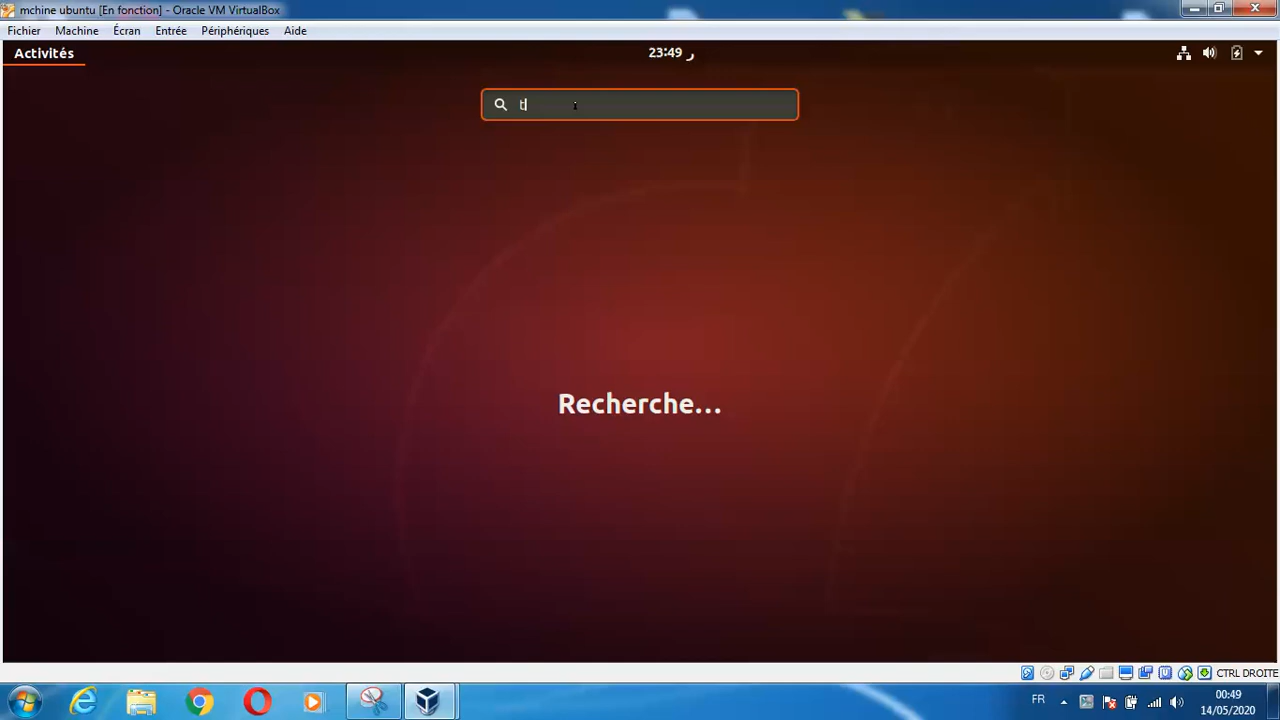 mchine ubuntu [En fonction] - Oracle VM VirtualBox
Fichier Machine Écran Entrée Périphériques Aide
Activités
23:49 ر
t
Recherche...
CTRL DROITE
FR
00:49
14/05/2020